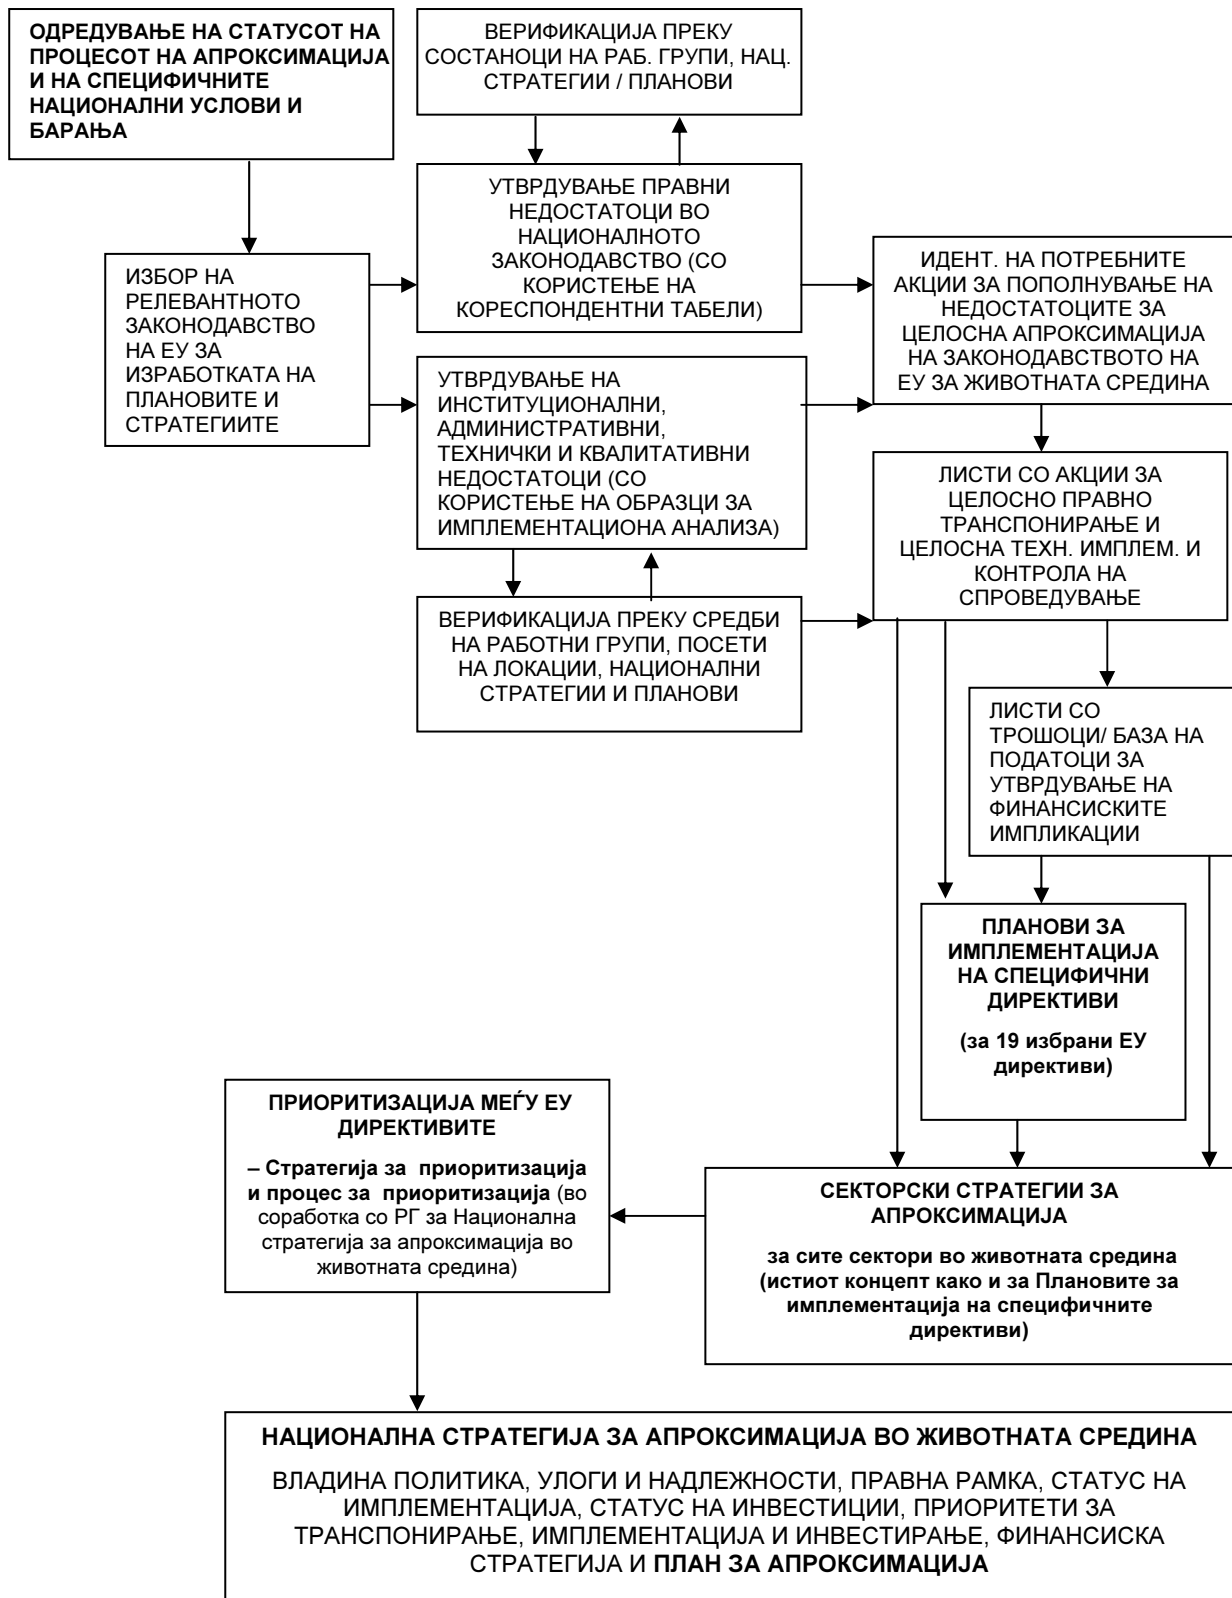 ОДРЕДУВАЊЕ НА СТАТУСОТ НА
ПРОЦЕСОТ НА АПРОКСИМАЦИЈА
И НА СПЕЦИФИЧНИТЕ
НАЦИОНАЛНИ УСЛОВИ И
БАРАЊА
ВЕРИФИКАЦИЈА ПРЕКУ
СОСТАНОЦИ НА РАБ. ГРУПИ, НАЦ.
СТРАТЕГИИ / ПЛАНОВИ
УТВРДУВАЊЕ ПРАВНИ
НЕДОСТАТОЦИ ВО
НАЦИОНАЛНОТО
ЗАКОНОДАВСТВО (СО
КОРИСТЕЊЕ НА
КОРЕСПОНДЕНТНИ ТАБЕЛИ)
ИЗБОР НА
РЕЛЕВАНТНОТО
ЗАКОНОДАВСТВО
НА ЕУ ЗА
ИЗРАБОТКАТА НА
ПЛАНОВИТЕ И
СТРАТЕГИИТЕ
ИДЕНТ. НА ПОТРЕБНИТЕ
АКЦИИ ЗА ПОПОЛНУВАЊЕ НА
НЕДОСТАТОЦИТЕ ЗА
ЦЕЛОСНА АПРОКСИМАЦИЈА
НА ЗАКОНОДАВСТВОТО НА
ЕУ ЗА ЖИВОТНАТА СРЕДИНА
УТВРДУВАЊЕ НА
ИНСТИТУЦИОНАЛНИ,
АДМИНИСТРАТИВНИ,
ТЕХНИЧКИ И КВАЛИТАТИВНИ
НЕДОСТАТОЦИ (СО
КОРИСТЕЊЕ НА ОБРАЗЦИ ЗА
ИМПЛЕМЕНТАЦИОНА АНАЛИЗА)
ЛИСТИ СО АКЦИИ ЗА
ЦЕЛОСНО ПРАВНО
ТРАНСПОНИРАЊЕ И
ЦЕЛОСНА ТЕХН. ИМПЛЕМ. И
КОНТРОЛА НА
СПРОВЕДУВАЊЕ
ВЕРИФИКАЦИЈА ПРЕКУ СРЕДБИ
НА РАБОТНИ ГРУПИ, ПОСЕТИ
НА ЛОКАЦИИ, НАЦИОНАЛНИ
СТРАТЕГИИ И ПЛАНОВИ
ЛИСТИ СО
ТРОШОЦИ/ БАЗА НА
ПОДАТОЦИ ЗА
УТВРДУВАЊЕ НА
ФИНАНСИСКИТЕ
ИМПЛИКАЦИИ
ПЛАНОВИ ЗА
ИМПЛЕМЕНТАЦИЈА
НА СПЕЦИФИЧНИ
ДИРЕКТИВИ
(за 19 избрани ЕУ
директиви)
ПРИОРИТИЗАЦИЈА МЕЃУ ЕУ
ДИРЕКТИВИТЕ
– Стратегија за приоритизација
и процес за приоритизација (во
соработка со РГ за Национална
стратегија за апроксимација во
животната средина)
СЕКТОРСКИ СТРАТЕГИИ ЗА
АПРОКСИМАЦИЈА
за сите сектори во животната средина
(истиот концепт како и за Плановите за
имплементација на специфичните
директиви)
НАЦИОНАЛНА СТРАТЕГИЈА ЗА АПРОКСИМАЦИЈА ВО ЖИВОТНАТА СРЕДИНА
ВЛАДИНА ПОЛИТИКА, УЛОГИ И НАДЛЕЖНОСТИ, ПРАВНА РАМКА, СТАТУС НА
ИМПЛЕМЕНТАЦИЈА, СТАТУС НА ИНВЕСТИЦИИ, ПРИОРИТЕТИ ЗА
ТРАНСПОНИРАЊЕ, ИМПЛЕМЕНТАЦИЈА И ИНВЕСТИРАЊЕ, ФИНАНСИСКА
СТРАТЕГИЈА И ПЛАН ЗА АПРОКСИМАЦИЈА